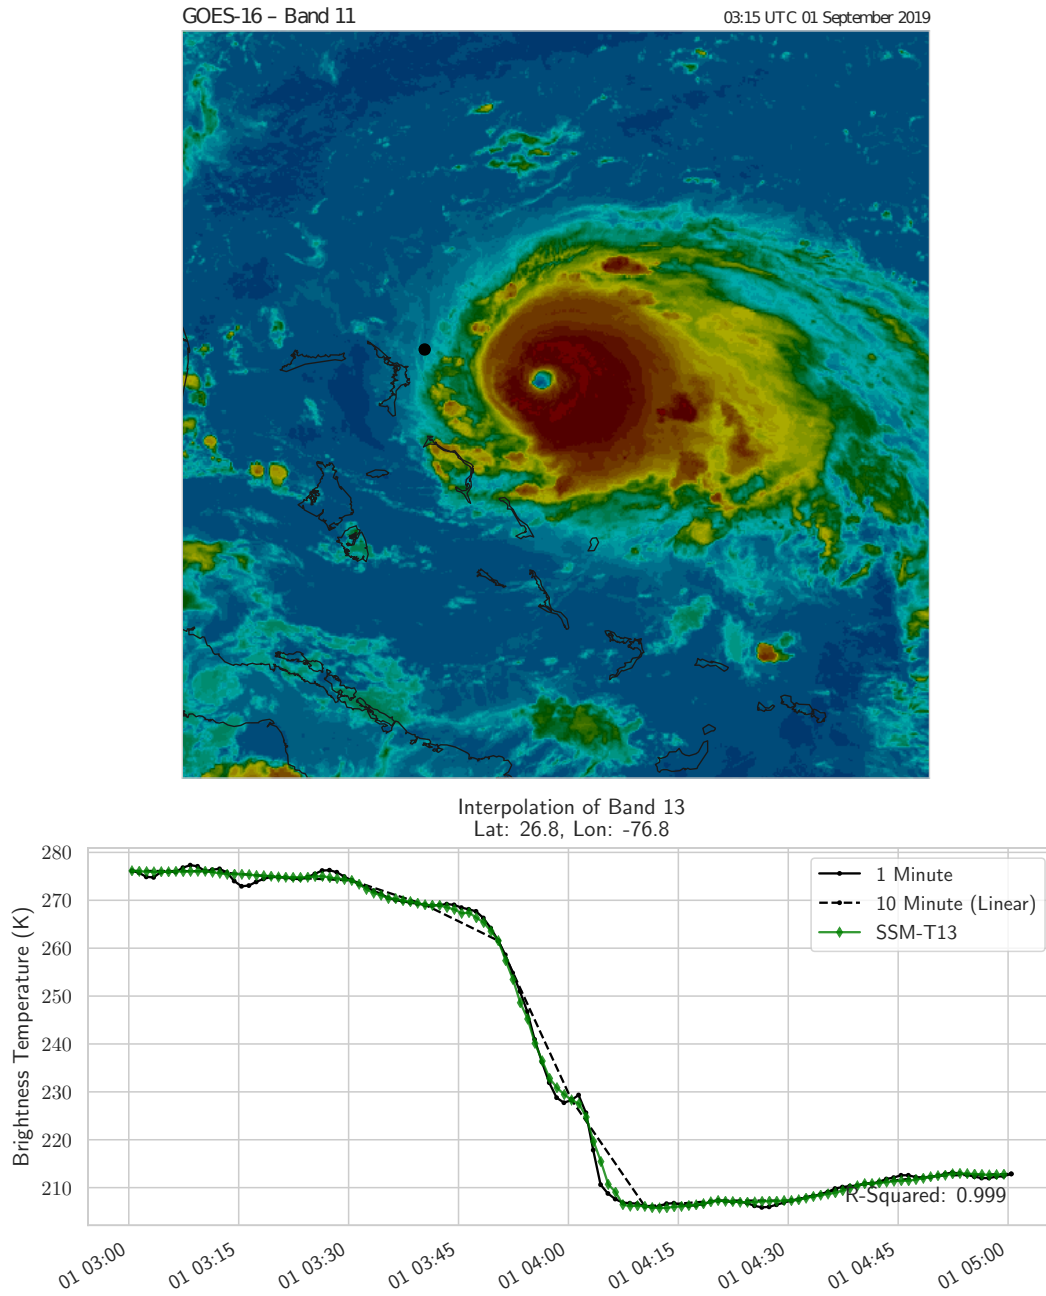 GOES-16 – Band 11
03:15 UTC 01 September 2019
Interpolation of Band 13
Lat: 26.8, Lon: -76.8
Brightness Temperature (K)
280
270
260
250
240
230
220
210
1 Minute
10 Minute (Linear)
SSM-T13
R-Squared: 0.999
01 03:00
01 03:15
01 03:30
01 03:45
01 04:00
01 04:15
01 04:30
01 04:45
01 05:00